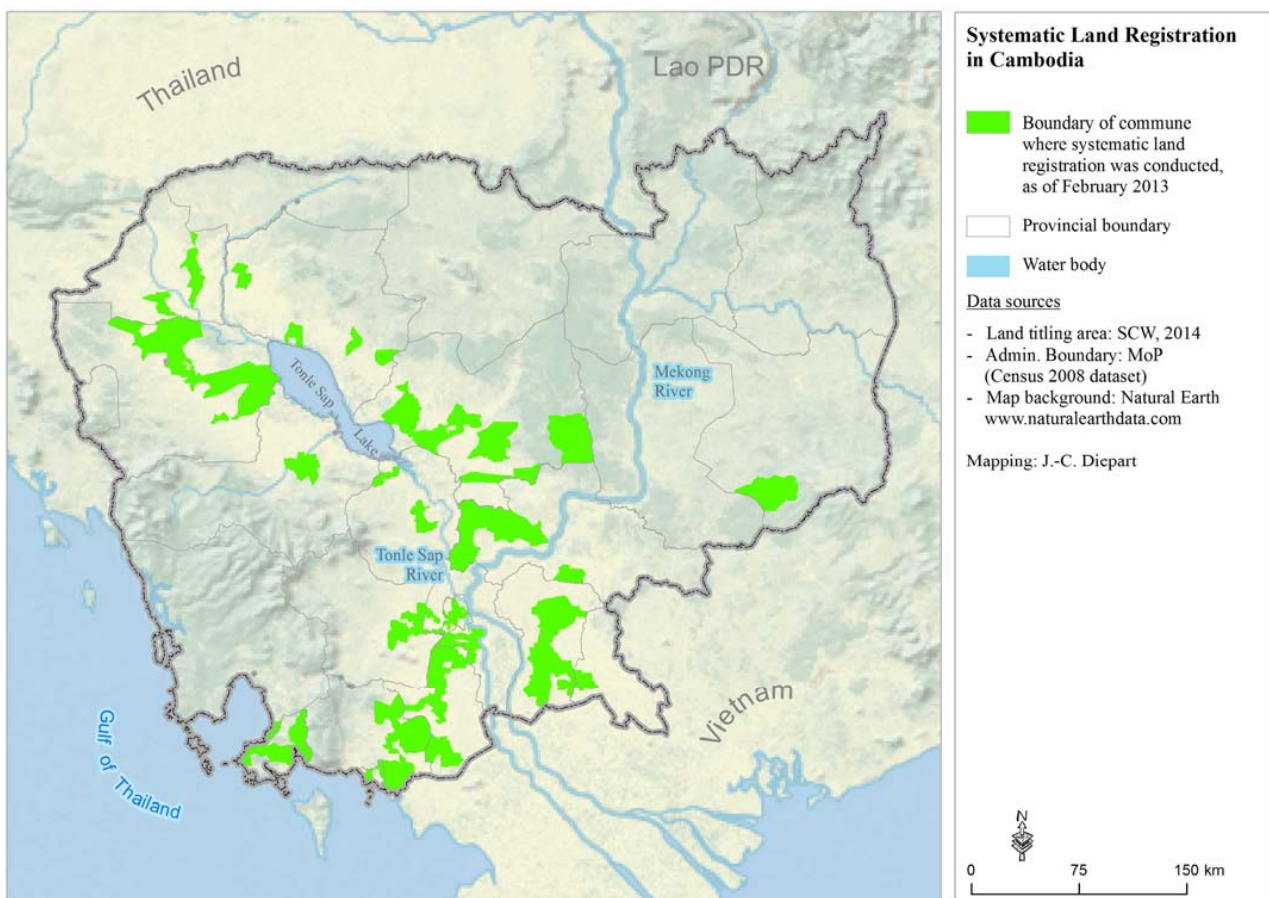 Thailand
Lao PDR
Tonle Sap
Lake
Mekong
River
Tonle Sap
River
Vietnam
Gulf of Thailand
Systematic Land Registration
in Cambodia
Boundary of commune
where systematic land
registration was conducted,
as of February 2013
Provincial boundary
Water body
Data sources
- Land titling area: SCW, 2014
- Admin. Boundary: MoP
(Census 2008 dataset)
- Map background: Natural Earth
www.naturalearthdata.com
Mapping: J.-C. Diepart
N
0 75 150 km